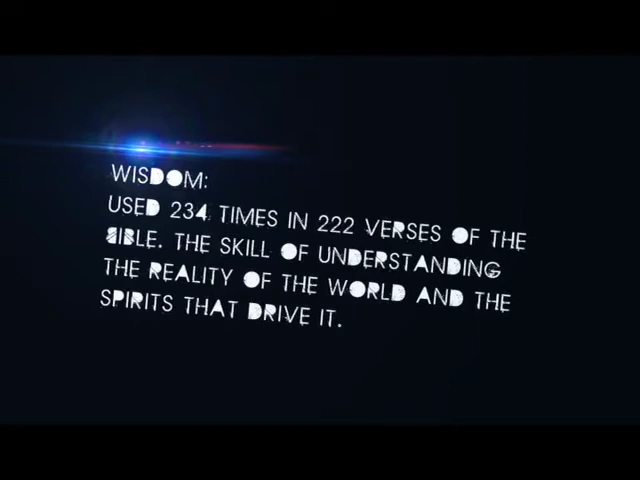 WISDOM:
USED 234 TIMES IN 222 VERSES OF THE
BIBLE. THE SKILL OF UNDERSTANDING
THE REALITY OF THE WORLD AND THE
SPIRITS THAT DRIVE IT.